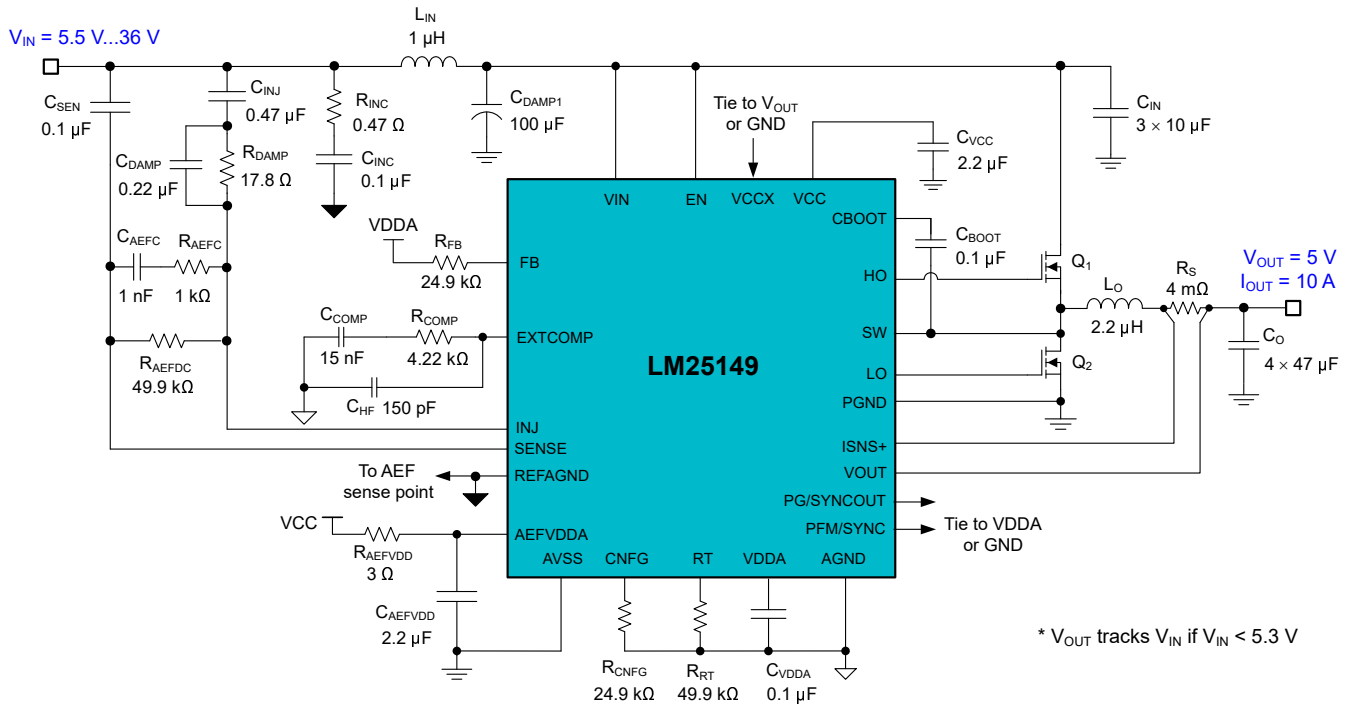 V_IN = 5.5 V...36 V
L_IN
1 µH
C_SEN
0.1 µF
C_INJ
0.47 µF
C_DAMP
0.22 µF
R_DAMP
17.8 Ω
R_INC
0.47 Ω
C_INC
0.1 µF
C_DAMP1
100 µF
Tie to V_OUT
or GND
C_VCC
2.2 µF
C_IN
3 × 10 µF
VIN
EN
VCCX
VCC
VDDA
R_FB
24.9 kΩ
FB
C_AEFC
1 nF
R_AEFC
1 kΩ
R_AEFDC
49.9 kΩ
C_COMP
15 nF
R_COMP
4.22 kΩ
EXTCOMP
C_HF 150 pF
INJ
SENSE
To AEF
sense point
REFAGND
VCC
R_AEFVDD
3 Ω
AEFVDDA
C_AEFVDD
2.2 µF
LM25149
CBOOT
C_BOOT
0.1 µF
HO
Q_1
SW
L_O
2.2 µH
R_S
4 mΩ
V_OUT = 5 V
I_OUT = 10 A
C_O
4 × 47 µF
LO
Q_2
PGND
ISNS+
VOUT
PG/SYNCOUT
PFM/SYNC
Tie to VDDA
or GND
AVSS
CNFG
RT
VDDA
AGND
R_CNFG
24.9 kΩ
R_RT
49.9 kΩ
C_VDDA
0.1 µF
* V_OUT tracks V_IN if V_IN < 5.3 V